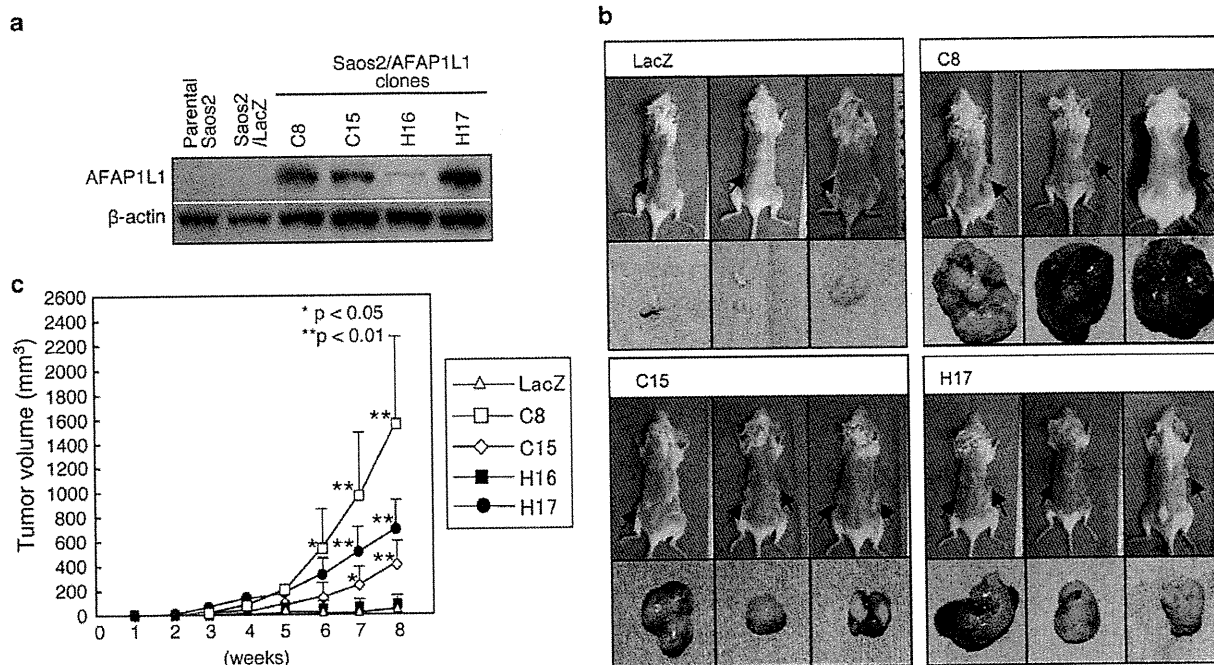 a
Saos2/AFAP1L1
clones
Parental
Saos2
Saos2
/LacZ
C8
C15
H16
H17
AFAP1L1
β-actin
b
LacZ
C8
C15
H17
c
2600
2400
2200
2000
1800
1600
1400
1200
1000
800
600
400
200
0
Tumor volume (mm³)
* p < 0.05
**p < 0.01
* ** **
** **
* **
0 1 2 3 4 5 6 7 8
(weeks)
LacZ
C8
C15
H16
H17